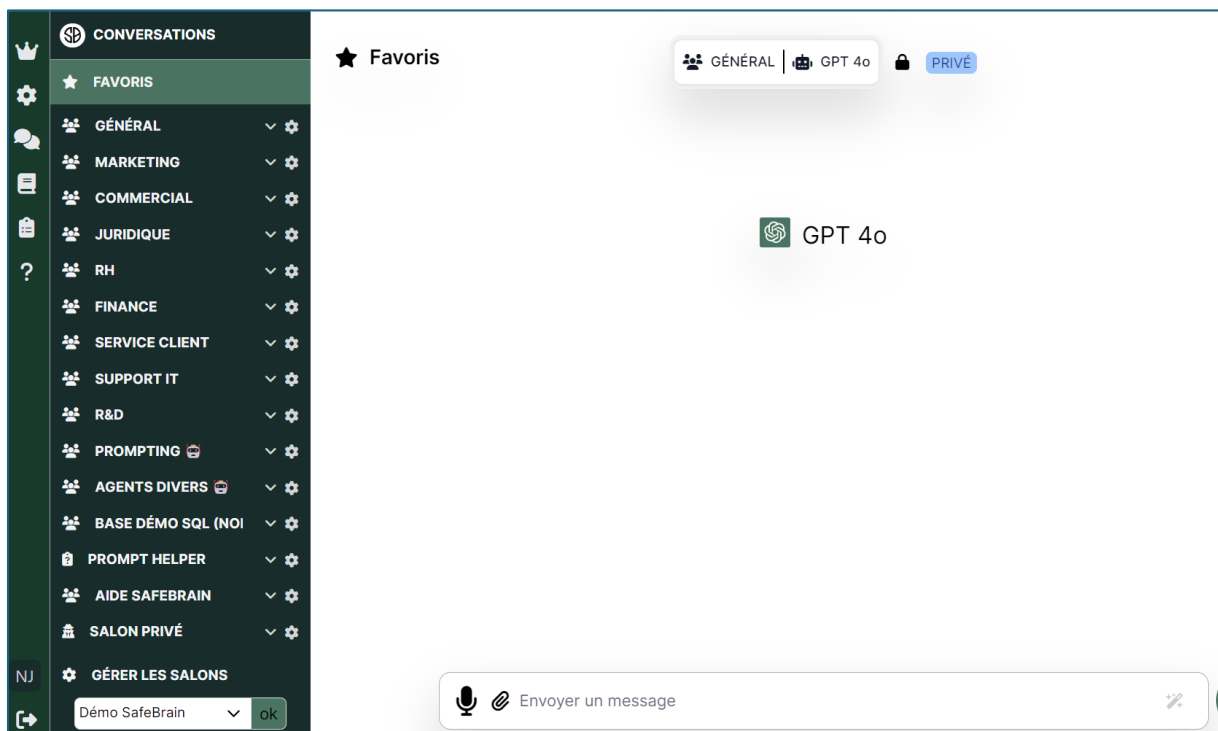 CONVERSATIONS
FAVORIS
GÉNÉRAL
MARKETING
COMMERCIAL
JURIDIQUE
RH
FINANCE
SERVICE CLIENT
SUPPORT IT
R&D
PROMPTING
AGENTS DIVERS
BASE DÉMO SQL (NOI
PROMPT HELPER
AIDE SAFEBRAIN
SALON PRIVÉ
NJ
GÉRER LES SALONS
Démo SafeBrain ok
Favoris
GÉNÉRAL GPT 4o PRIVÉ
GPT 4o
Envoyer un message